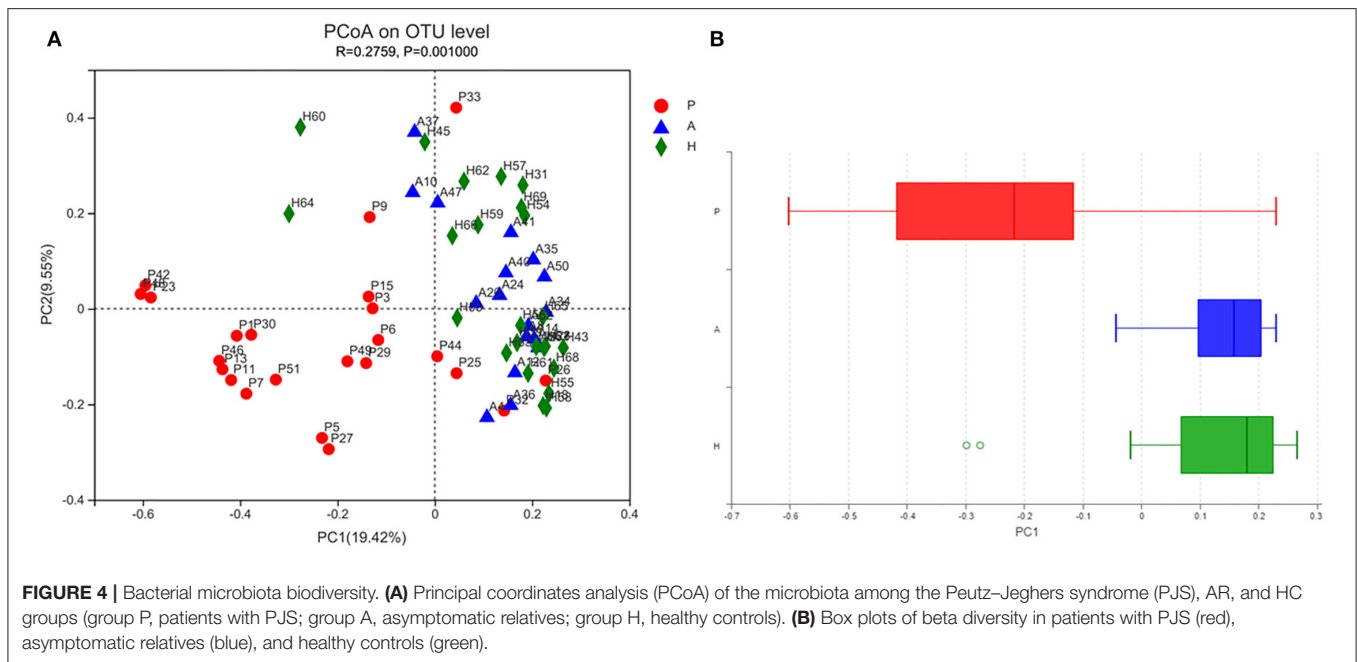 A
PCoA on OTU level
R=0.2759, P=0.001000
P
A
H
P33
H60
A37
H45
H62
H57
H31
A10
A47
H69
H54
H64
P9
H59
H66
A41
A35
A40
A50
A24
P42
P23
P15
P3
P1
P30
P6
P44
H43
P46
P13
P49
P29
P25
H68
P11
P51
P7
H55
P5
P27
0.4
0.2
0
-0.2
-0.4
PC2(9.55%)
-0.6
-0.4
-0.2
0
0.2
0.4
PC1(19.42%)
B
P
A
H
-0.7
-0.6
-0.5
-0.4
-0.3
-0.2
-0.1
0
0.1
0.2
0.3
PC1
FIGURE 4 | Bacterial microbiota biodiversity. (A) Principal coordinates analysis (PCoA) of the microbiota among the Peutz–Jeghers syndrome (PJS), AR, and HC
groups (group P, patients with PJS; group A, asymptomatic relatives; group H, healthy controls). (B) Box plots of beta diversity in patients with PJS (red),
asymptomatic relatives (blue), and healthy controls (green).